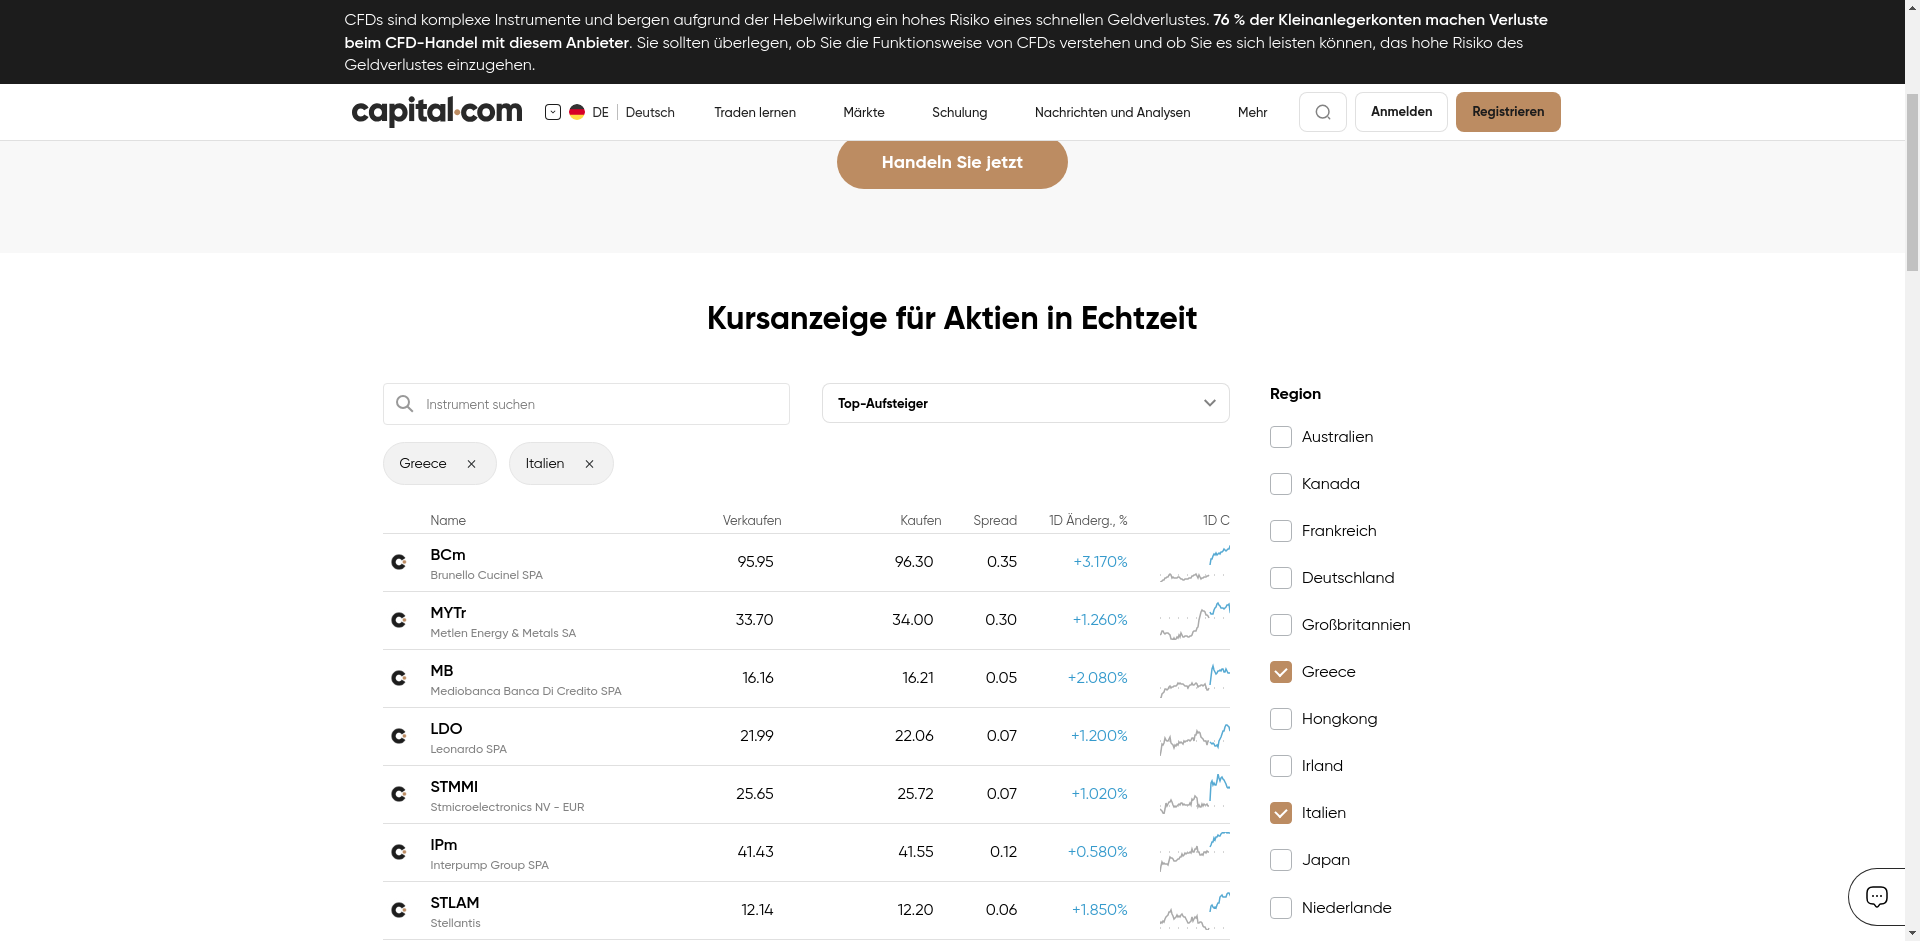 CFDs sind komplexe Instrumente und bergen aufgrund der Hebelwirkung ein hohes Risiko eines schnellen Geldverlustes. 76 % der Kleinanlegerkonten machen Verluste
beim CFD-Handel mit diesem Anbieter. Sie sollten überlegen, ob Sie die Funktionsweise von CFDs verstehen und ob Sie es sich leisten können, das hohe Risiko des
Geldverlustes einzugehen.
capital.com DE Deutsch Traden lernen Märkte Schulung Nachrichten und Analysen Mehr Anmelden Registrieren
Handeln Sie jetzt
Kursanzeige für Aktien in Echtzeit
Instrument suchen
Top-Aufsteiger
Greece
Italien
Name Verkaufen Kaufen Spread 1D Änderg., % 1D C
BCm 95.95 96.30 0.35 +3.170%
Brunello Cucinel SPA
MYTr 33.70 34.00 0.30 +1.260%
Metlen Energy & Metals SA
MB 16.16 16.21 0.05 +2.080%
Mediobanca Banca Di Credito SPA
LDO 21.99 22.06 0.07 +1.200%
Leonardo SPA
STMMI 25.65 25.72 0.07 +1.020%
Stmicroelectronics NV - EUR
IPm 41.43 41.55 0.12 +0.580%
Interpump Group SPA
STLAM 12.14 12.20 0.06 +1.850%
Stellantis
Region
Australien
Kanada
Frankreich
Deutschland
Großbritannien
Greece
Hongkong
Irland
Italien
Japan
Niederlande